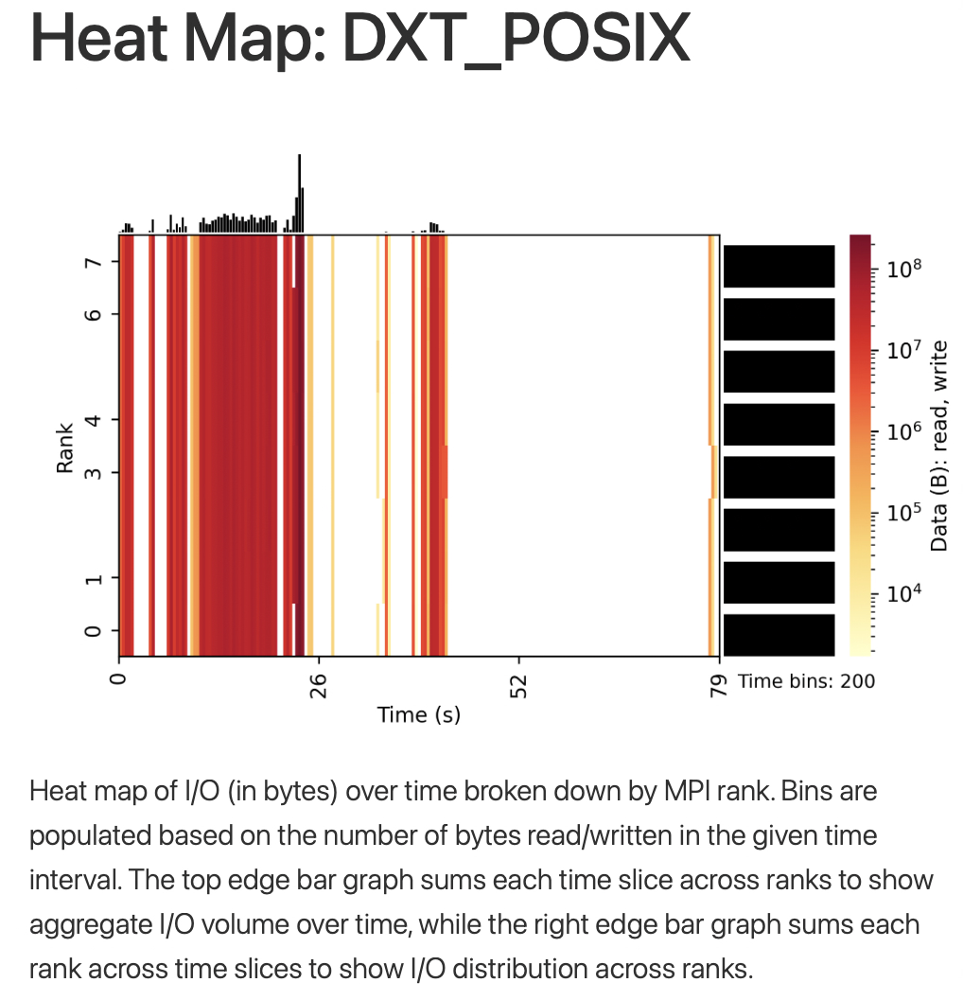 Heat Map: DXT_POSIX
7
6
4
3
1
0
Rank
0
26
52
79
Time (s)
Time bins: 200
10⁸
10⁷
10⁶
10⁵
10⁴
Data (B): read, write
Heat map of I/O (in bytes) over time broken down by MPI rank. Bins are
populated based on the number of bytes read/written in the given time
interval. The top edge bar graph sums each time slice across ranks to show
aggregate I/O volume over time, while the right edge bar graph sums each
rank across time slices to show I/O distribution across ranks.